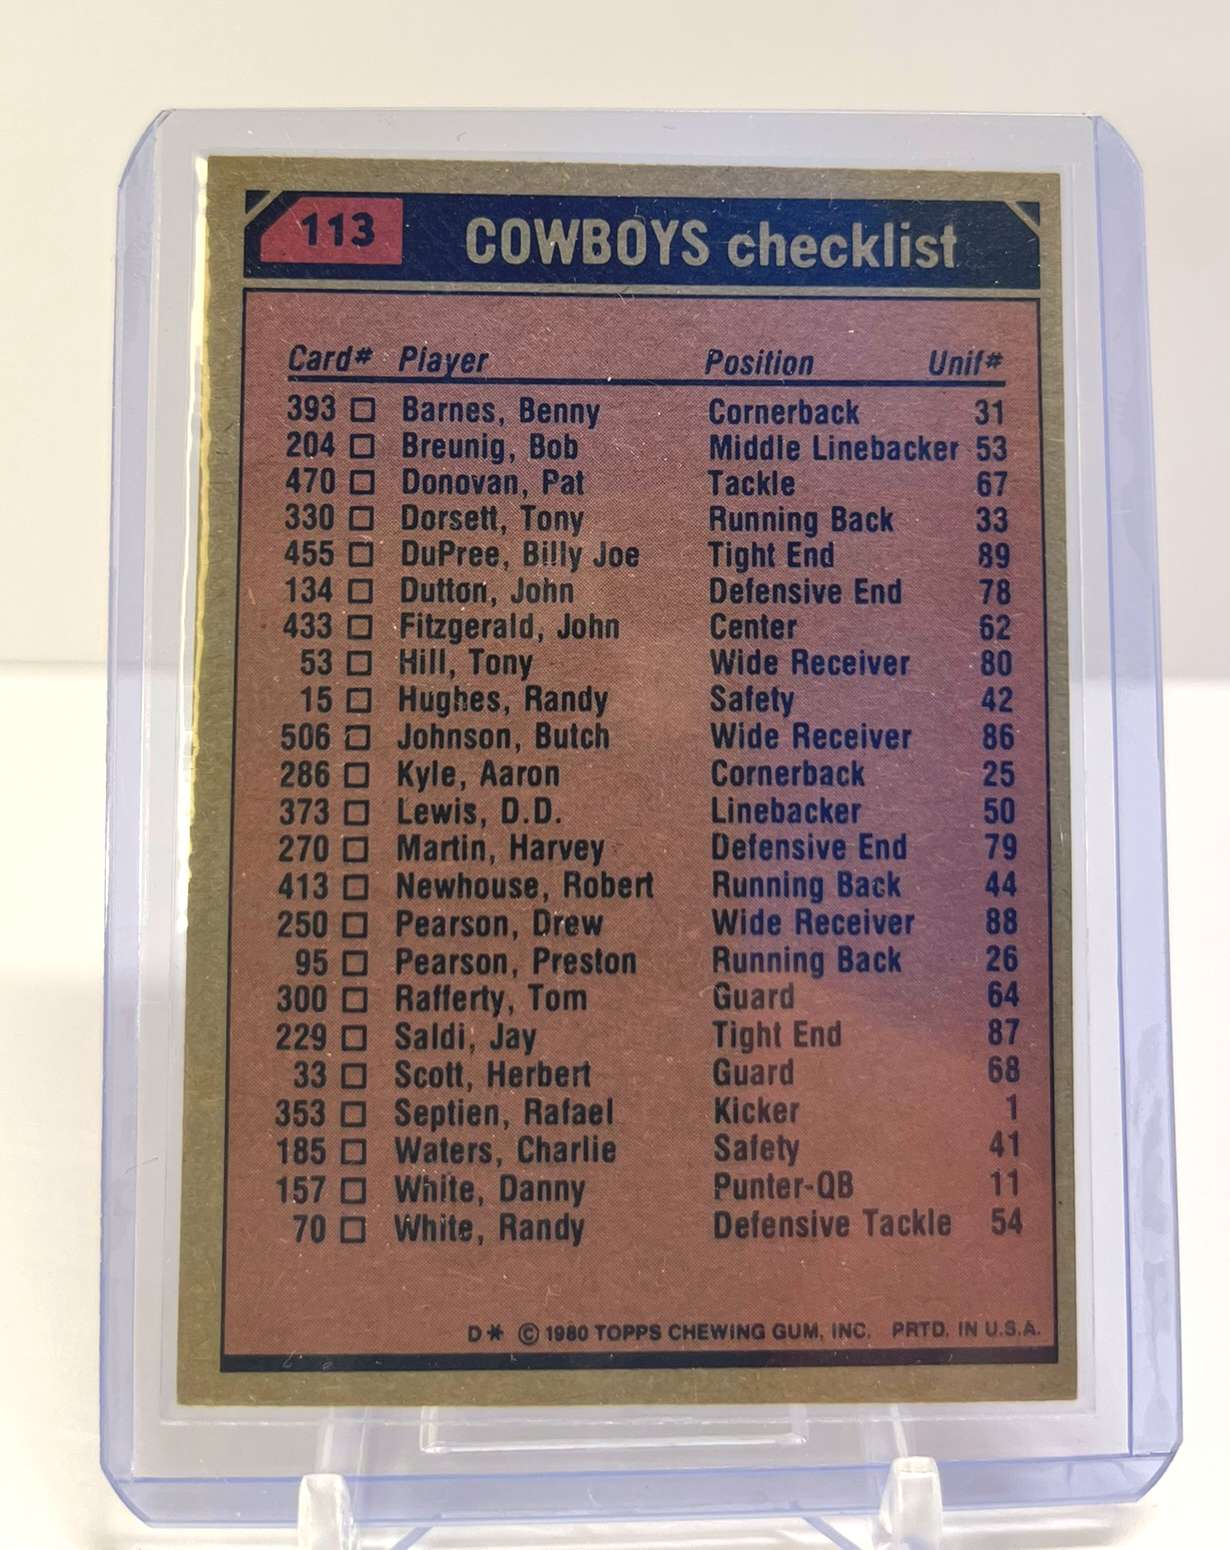 113 COWBOYS checklist
Card# Player Position Unif#
393 Barnes, Benny Cornerback 31
204 Breunig, Bob Middle Linebacker 53
470 Donovan, Pat Tackle 67
330 Dorsett, Tony Running Back 33
455 DuPree, Billy Joe Tight End 89
134 Dutton, John Defensive End 78
433 Fitzgerald, John Center 62
53 Hill, Tony Wide Receiver 80
15 Hughes, Randy Safety 42
506 Johnson, Butch Wide Receiver 86
286 Kyle, Aaron Cornerback 25
373 Lewis, D.D. Linebacker 50
270 Martin, Harvey Defensive End 79
413 Newhouse, Robert Running Back 44
250 Pearson, Drew Wide Receiver 88
95 Pearson, Preston Running Back 26
300 Rafferty, Tom Guard 64
229 Saldi, Jay Tight End 87
33 Scott, Herbert Guard 68
353 Septien, Rafael Kicker 1
185 Waters, Charlie Safety 41
157 White, Danny Punter-QB 11
70 White, Randy Defensive Tackle 54
D* © 1980 TOPPS CHEWING GUM, INC. PRTD. IN U.S.A.